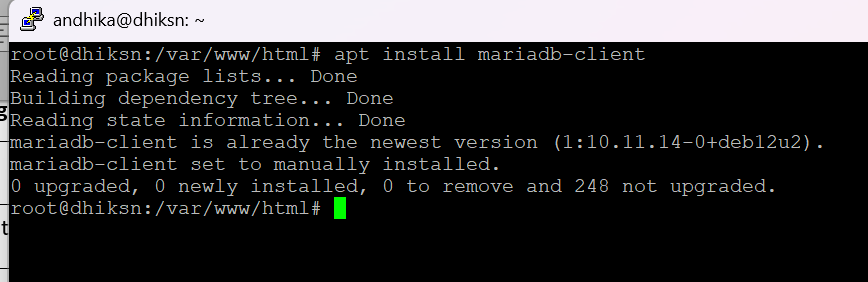 andhika@dhiksn: ~
root@dhiksn:/var/www/html# apt install mariadb-client
Reading package lists... Done
Building dependency tree... Done
Reading state information... Done
mariadb-client is already the newest version (1:10.11.14-0+deb12u2).
mariadb-client set to manually installed.
0 upgraded, 0 newly installed, 0 to remove and 248 not upgraded.
root@dhiksn:/var/www/html#